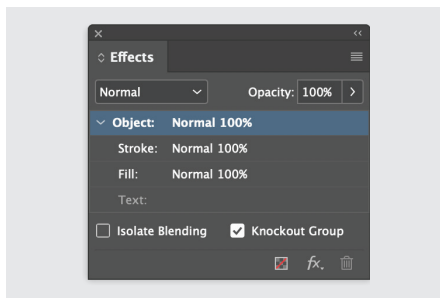 Effects
Normal Opacity: 100%
Object: Normal 100%
Stroke: Normal 100%
Fill: Normal 100%
Text:
Isolate Blending Knockout Group
fx.